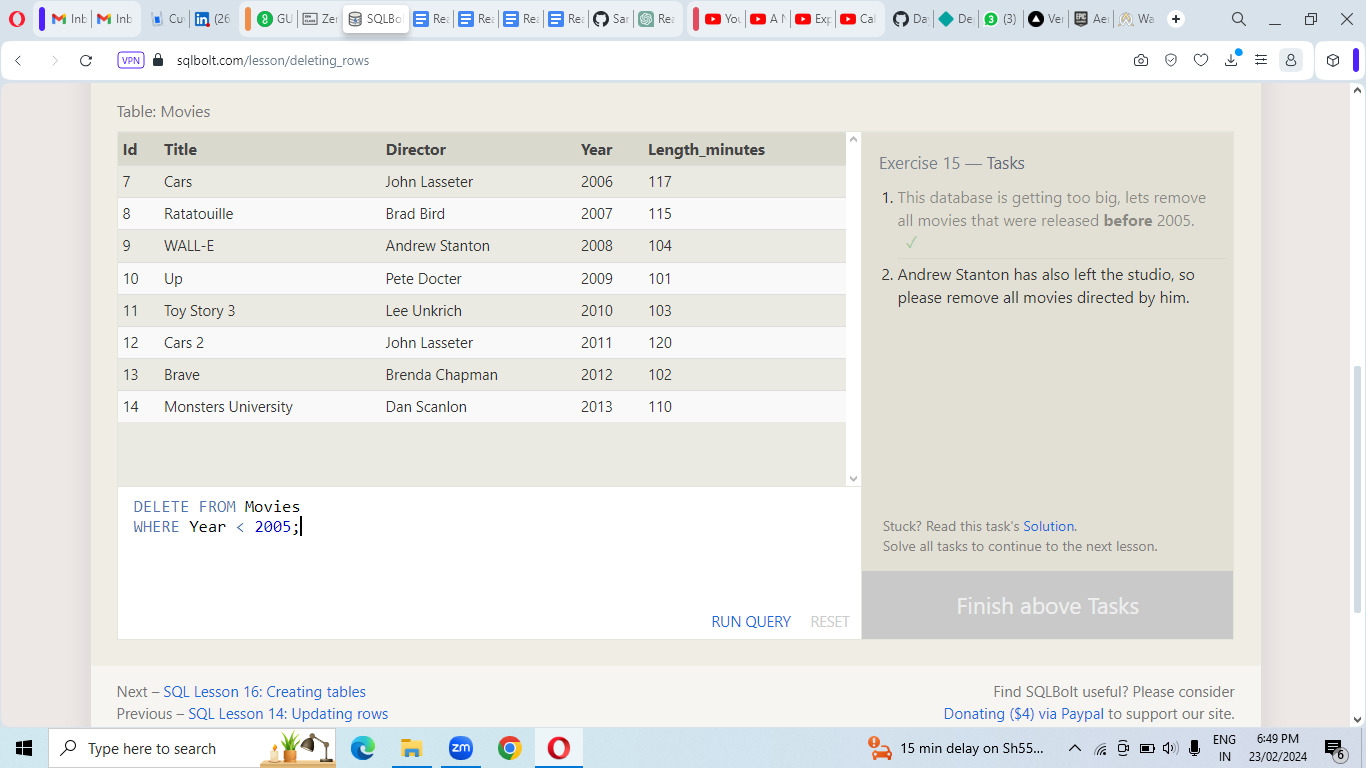 Inb
Inb
Cu
(26
GU
Zer
SQLBol
Rea
Rea
Rea
Rea
Sar
Rea
You
A N
Exp
Cal
Da
De
(3)
Ver
Aer
Wa
VPN
sqlbolt.com/lesson/deleting_rows
Table: Movies
Id Title Director Year Length_minutes
7 Cars John Lasseter 2006 117
8 Ratatouille Brad Bird 2007 115
9 WALL-E Andrew Stanton 2008 104
10 Up Pete Docter 2009 101
11 Toy Story 3 Lee Unkrich 2010 103
12 Cars 2 John Lasseter 2011 120
13 Brave Brenda Chapman 2012 102
14 Monsters University Dan Scanlon 2013 110
DELETE FROM Movies
WHERE Year < 2005;
RUN QUERY RESET
Exercise 15 — Tasks
1. This database is getting too big, lets remove
all movies that were released before 2005.
✓
2. Andrew Stanton has also left the studio, so
please remove all movies directed by him.
Stuck? Read this task's Solution.
Solve all tasks to continue to the next lesson.
Finish above Tasks
Next – SQL Lesson 16: Creating tables
Previous – SQL Lesson 14: Updating rows
Find SQLBolt useful? Please consider
Donating ($4) via Paypal to support our site.
Type here to search
zm
15 min delay on Sh55...
ENG
IN
6:49 PM
23/02/2024
6